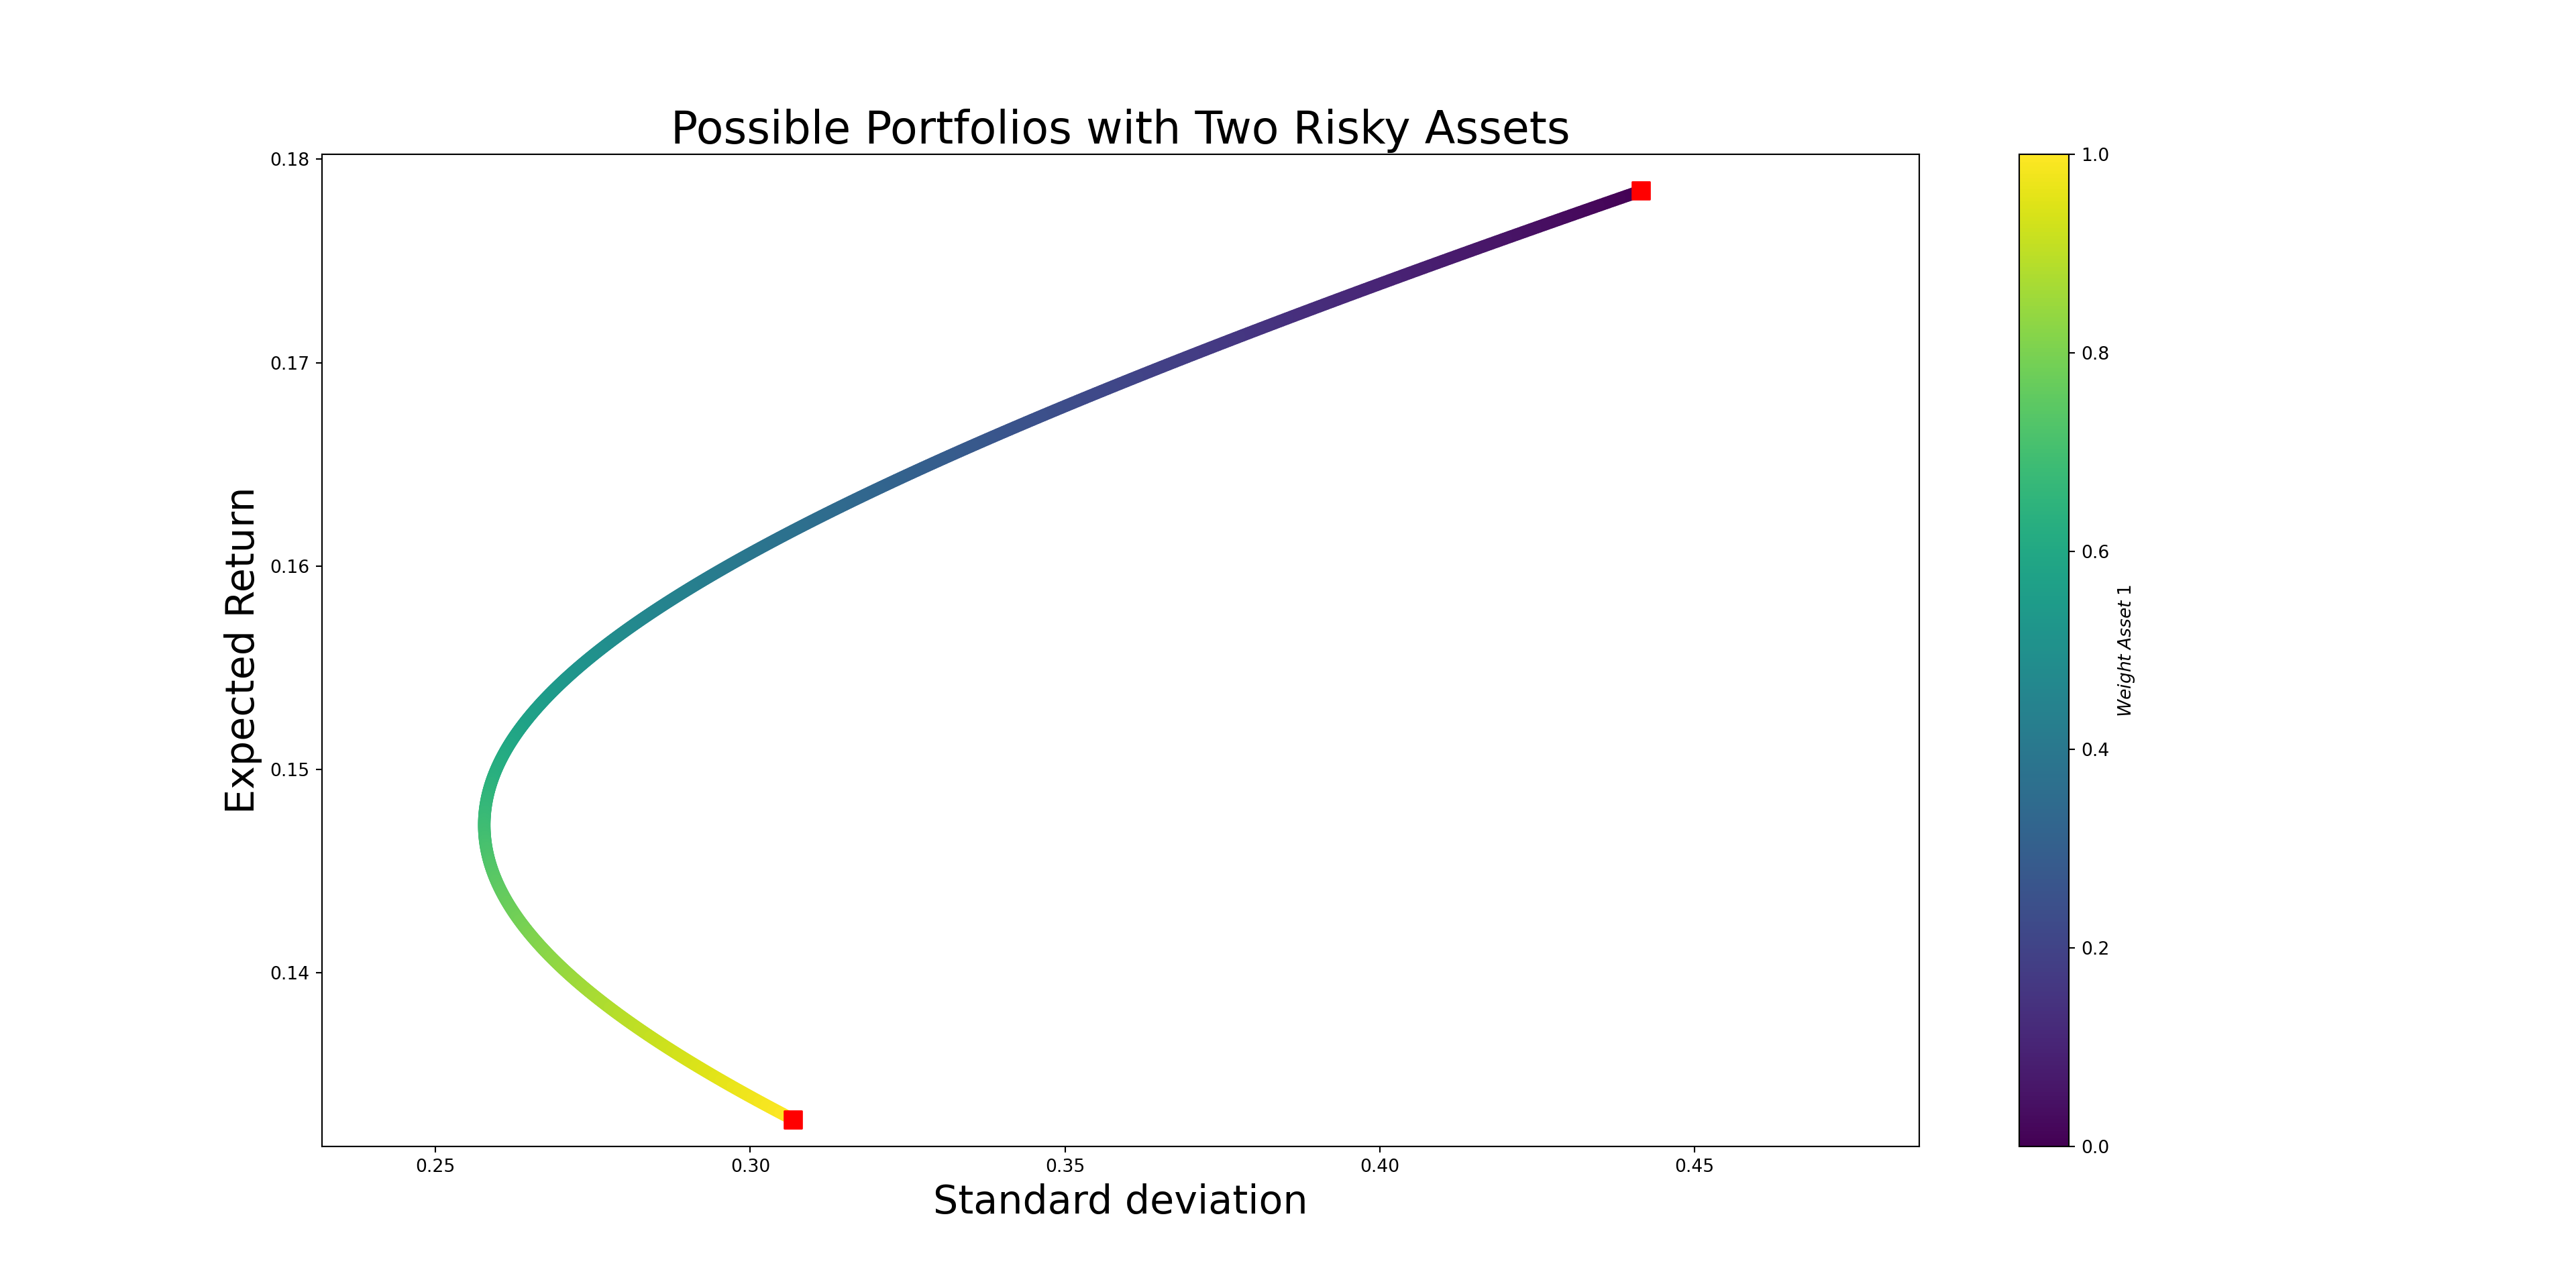 Possible Portfolios with Two Risky Assets
Expected Return
0.18
0.17
0.16
0.15
0.14
0.25 0.30 0.35 0.40 0.45
Standard deviation
1.0
0.8
0.6
0.4
0.2
0.0
Weight Asset 1